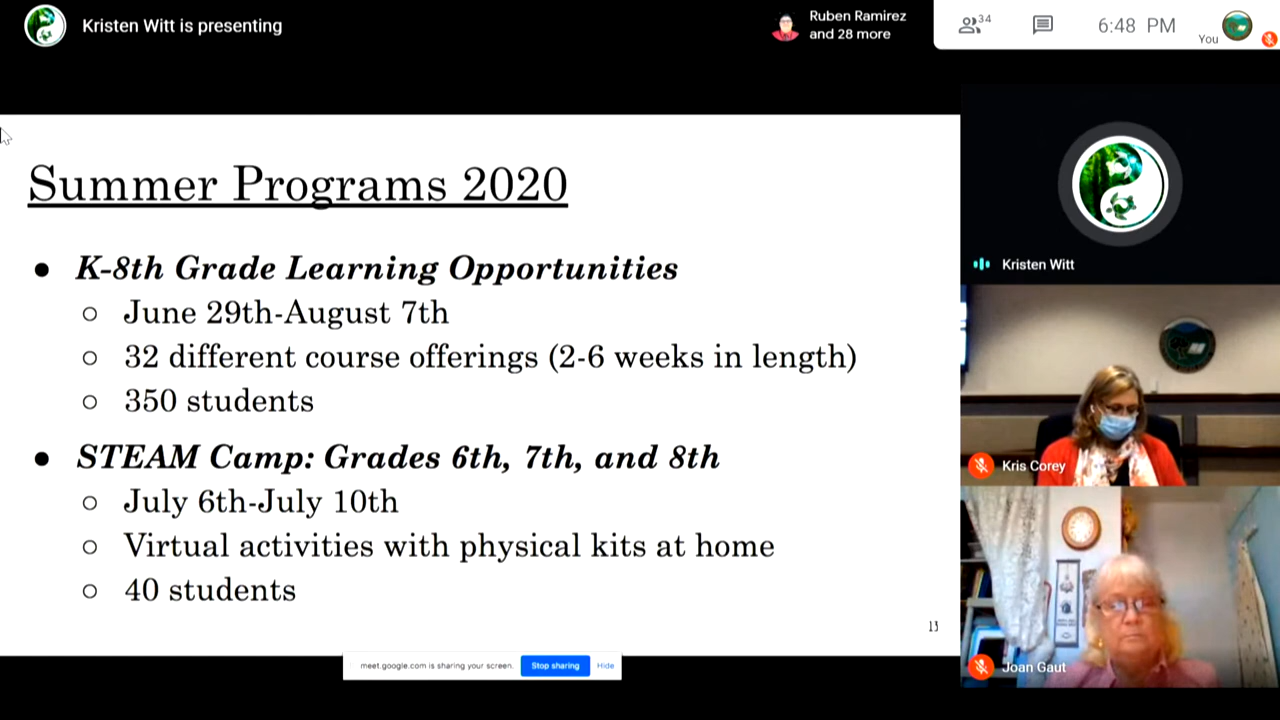 Kristen Witt is presenting
Ruben Ramirez
and 28 more
34
6:48 PM
You
Summer Programs 2020
● K-8th Grade Learning Opportunities
○ June 29th-August 7th
○ 32 different course offerings (2-6 weeks in length)
○ 350 students
● STEAM Camp: Grades 6th, 7th, and 8th
○ July 6th-July 10th
○ Virtual activities with physical kits at home
○ 40 students
13
Kristen Witt
Kris Corey
Joan Gaut
meet.google.com is sharing your screen.
Stop sharing
Hide